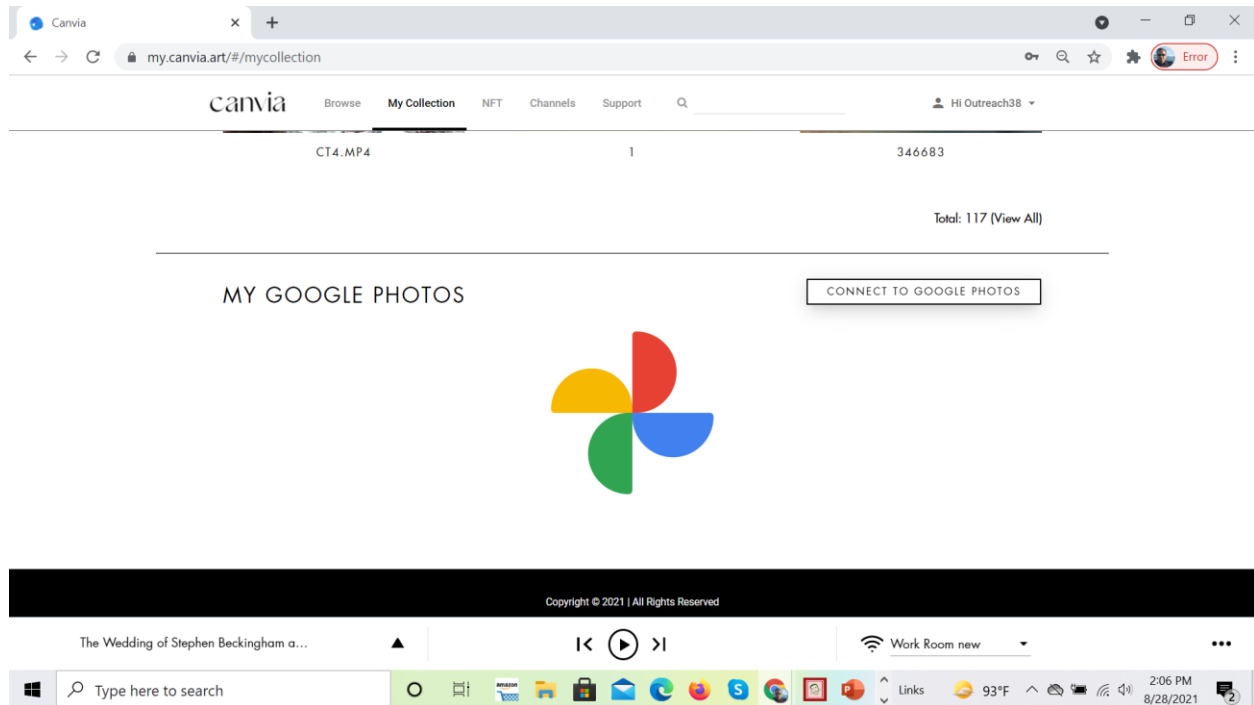 Canvia
my.canvia.art/#/mycollection
Error
canvia Browse My Collection NFT Channels Support Hi Outreach38
CT4.MP4 1 346683
Total: 117 (View All)
MY GOOGLE PHOTOS CONNECT TO GOOGLE PHOTOS
Copyright © 2021 | All Rights Reserved
The Wedding of Stephen Beckingham a... Work Room new
Type here to search amazon Links 93°F 2:06 PM
8/28/2021 2